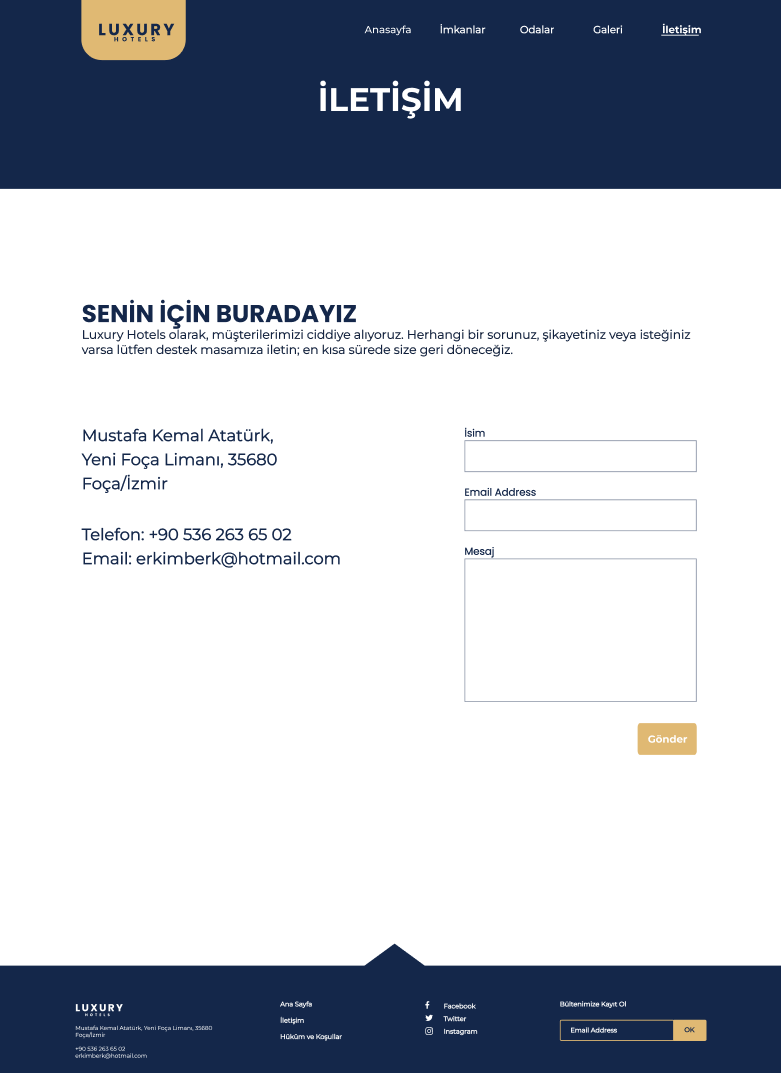 LUXURY
HOTELS
Anasayfa
İmkanlar
Odalar
Galeri
İletişim
İLETİŞİM
SENİN İÇİN BURADAYIZ
Luxury Hotels olarak, müşterilerimizi ciddiye alıyoruz. Herhangi bir sorunuz, şikayetiniz veya isteğiniz
varsa lütfen destek masamıza iletin; en kısa sürede size geri döneceğiz.
Mustafa Kemal Atatürk,
Yeni Foça Limanı, 35680
Foça/İzmir
Telefon: +90 536 263 65 02
Email: erkimberk@hotmail.com
İsim
Email Address
Mesaj
Gönder
LUXURY
HOTELS
Mustafa Kemal Atatürk, Yeni Foça Limanı, 35680
Foça/İzmir
+90 536 263 65 02
erkimberk@hotmail.com
Ana Sayfa
İletişim
Hüküm ve Koşullar
Facebook
Twitter
Instagram
Bültenimize Kayıt Ol
Email Address
OK